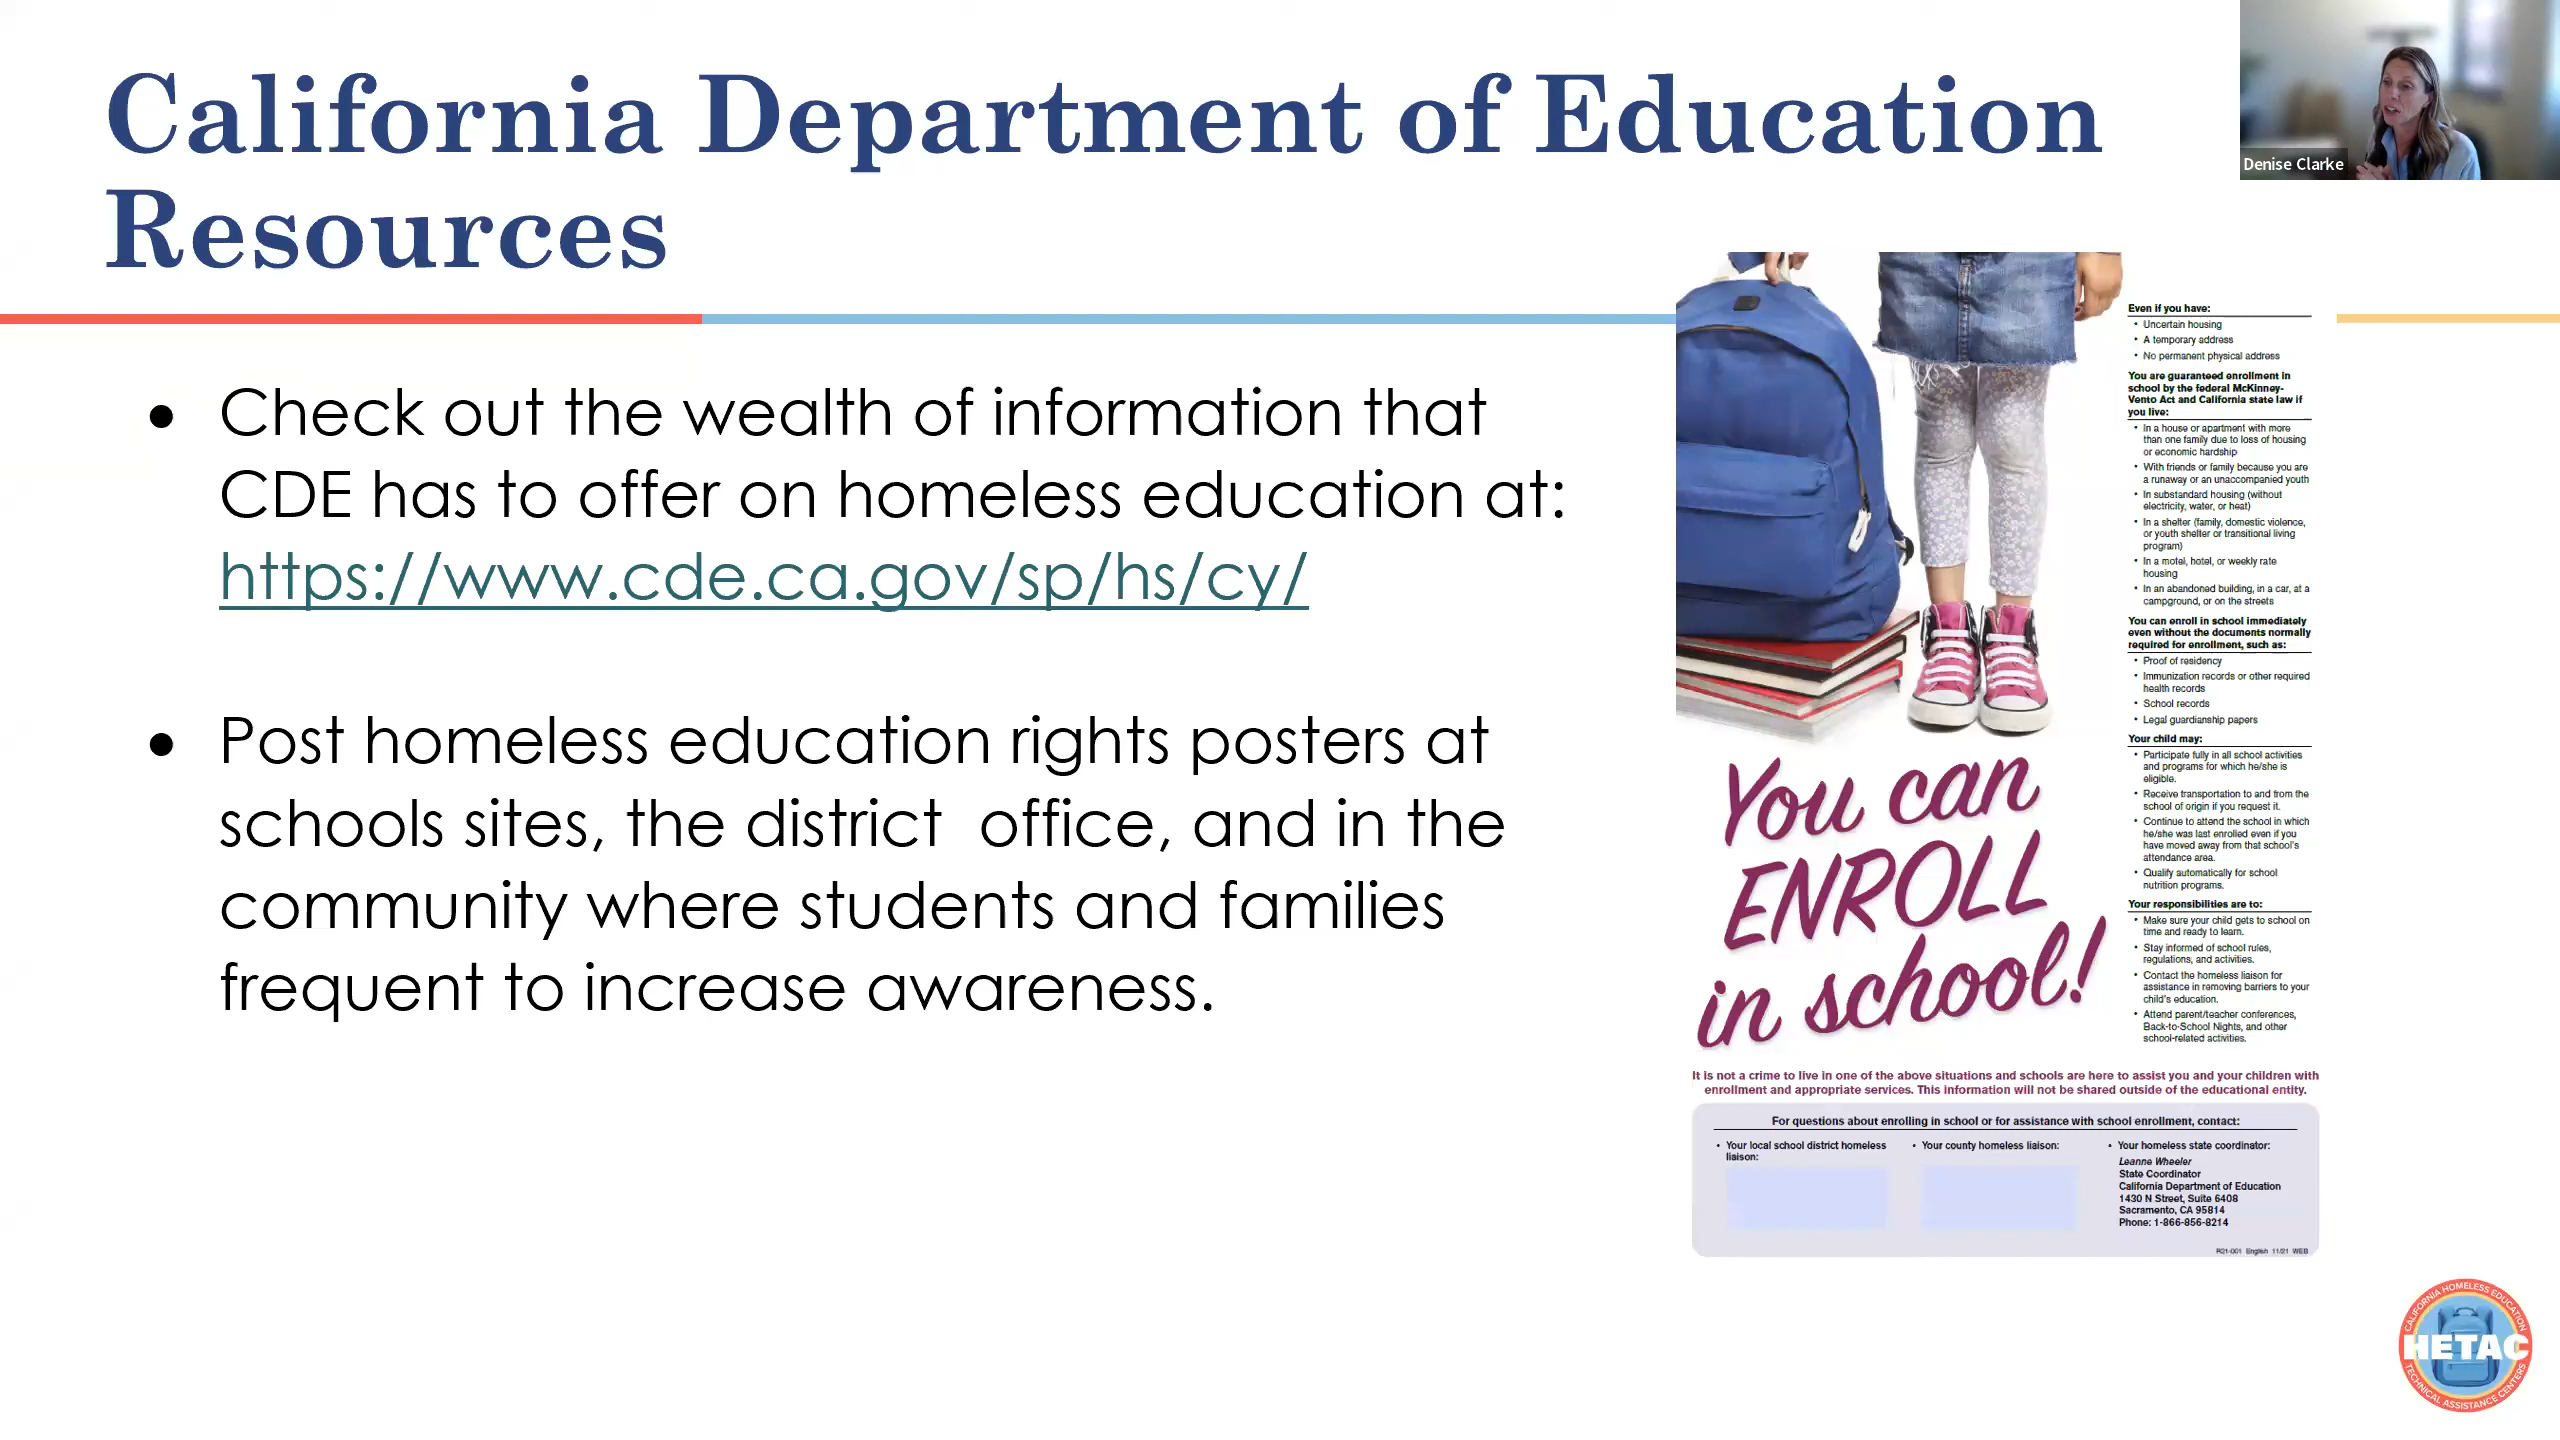 California Department of Education
Resources
Denise Clarke
● Check out the wealth of information that
CDE has to offer on homeless education at:
https://www.cde.ca.gov/sp/hs/cy/
● Post homeless education rights posters at
schools sites, the district  office, and in the
community where students and families
frequent to increase awareness.
You can
ENROLL
in school!
Even if you have:
• Uncertain housing
• A temporary address
• No permanent physical address
You are guaranteed enrollment in
school by the federal McKinney-
Vento Act and California state law if
you live:
• In a house or apartment with more
than one family due to loss of housing
or economic hardship
• With friends or family because you are
a runaway or an unaccompanied youth
• In substandard housing (without
electricity, water, or heat)
• In a shelter (family, domestic violence,
or youth shelter or transitional living
program)
• In a motel, hotel, or weekly rate
housing
• In an abandoned building, in a car, at a
campground, or on the streets
You can enroll in school immediately
even without the documents normally
required for enrollment, such as:
• Proof of residency
• Immunization records or other required
health records
• School records
• Legal guardianship papers
Your child may:
• Participate fully in all school activities
and programs for which he/she is
eligible.
• Receive transportation to and from the
school of origin if you request it.
• Continue to attend the school in which
he/she was last enrolled even if you
have moved away from that school's
attendance area.
• Qualify automatically for school
nutrition programs.
Your responsibilities are to:
• Make sure your child gets to school on
time and ready to learn.
• Stay informed of school rules,
regulations, and activities.
• Contact the homeless liaison for
assistance in removing barriers to your
child's education.
• Attend parent/teacher conferences,
Back-to-School Nights, and other
school-related activities.
It is not a crime to live in one of the above situations and schools are here to assist you and your children with
enrollment and appropriate services. This information will not be shared outside of the educational entity.
For questions about enrolling in school or for assistance with school enrollment, contact:
• Your local school district homeless
liaison:
• Your county homeless liaison:
• Your homeless state coordinator:
Leanne Wheeler
State Coordinator
California Department of Education
1430 N Street, Suite 6408
Sacramento, CA 95814
Phone: 1-866-856-8214
R21-001 English 11/21 WEB
CALIFORNIA HOMELESS EDUCATION
HETAC
TECHNICAL ASSISTANCE CENTERS